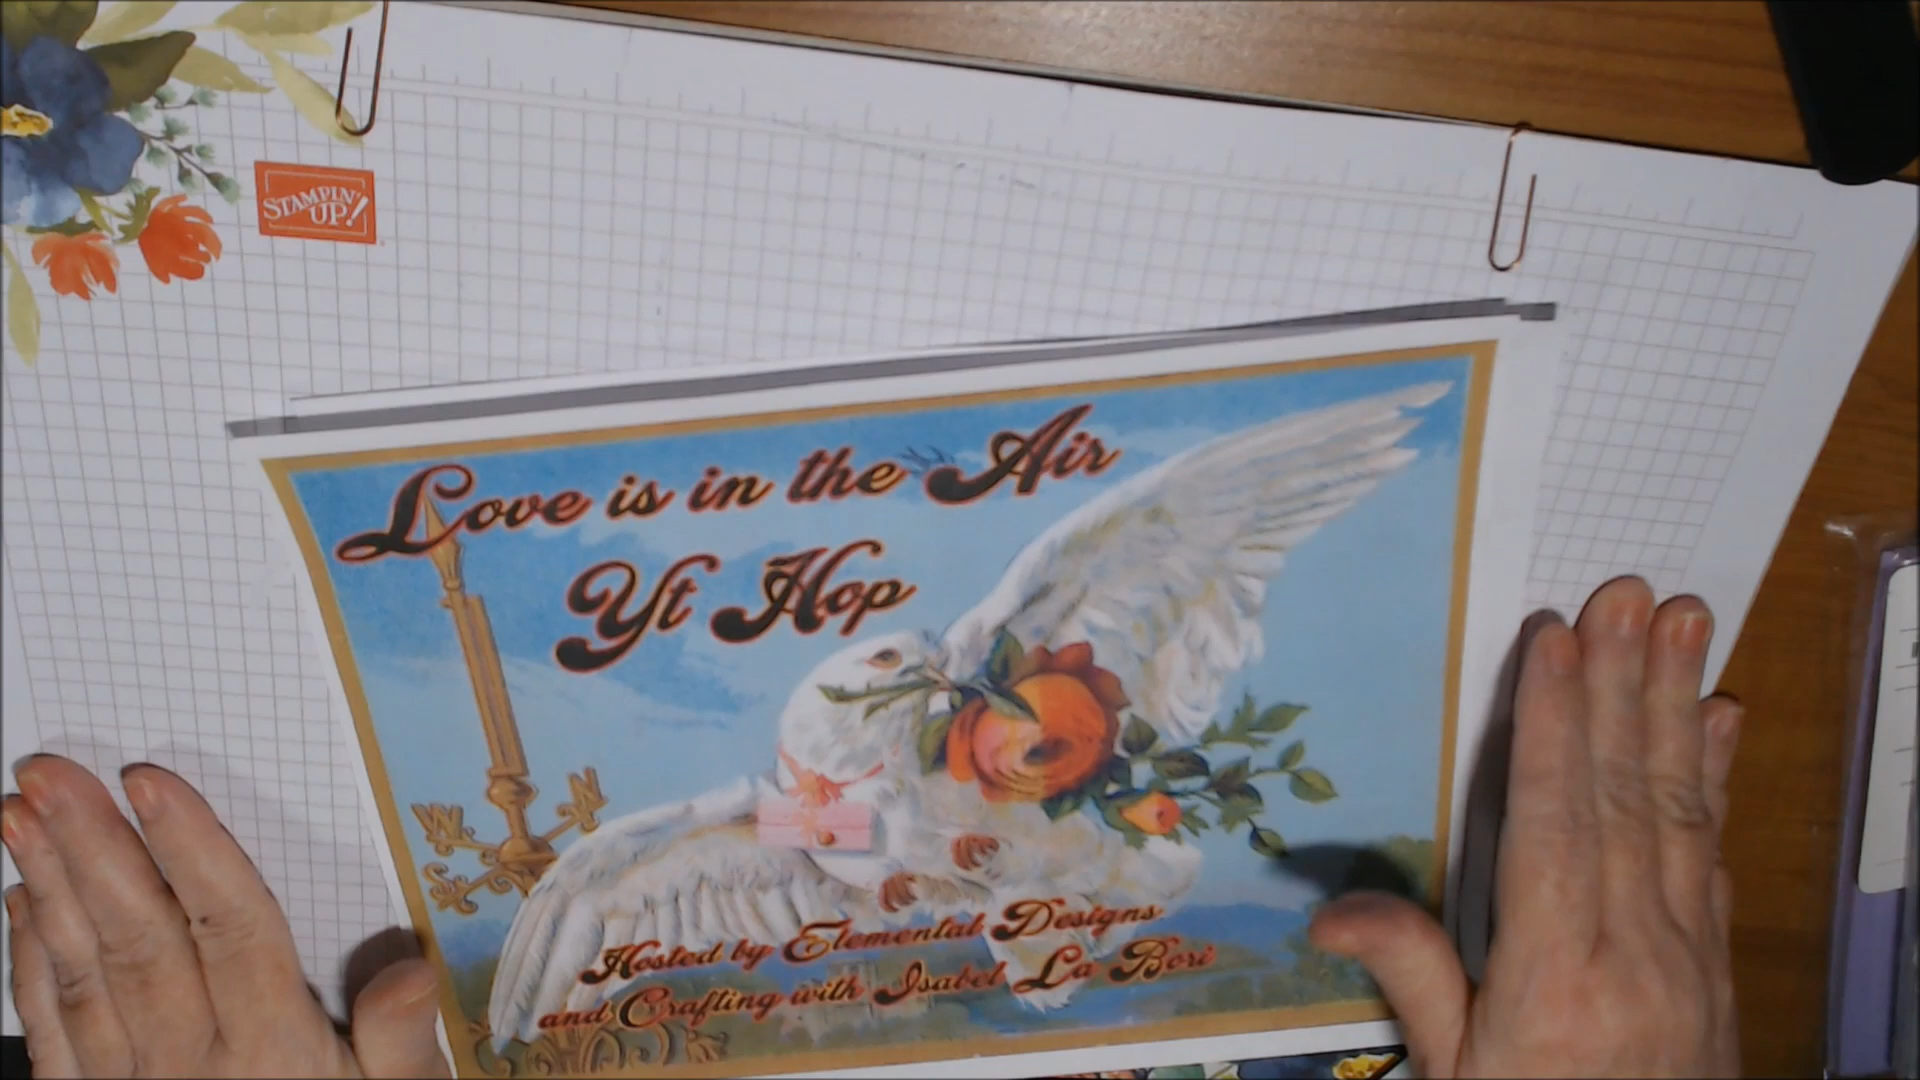 STAMPIN'
UP!
Love is in the Air
Yt Hop
W
N
S
Hosted by Elemental Designs
and Crafting with Isabel La Bori